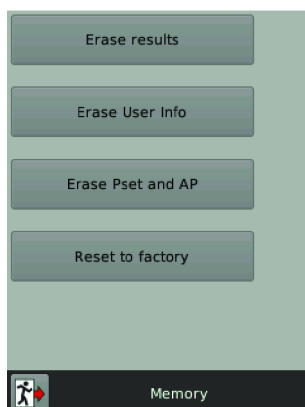 Erase results
Erase User Info
Erase Pset and AP
Reset to factory
Memory